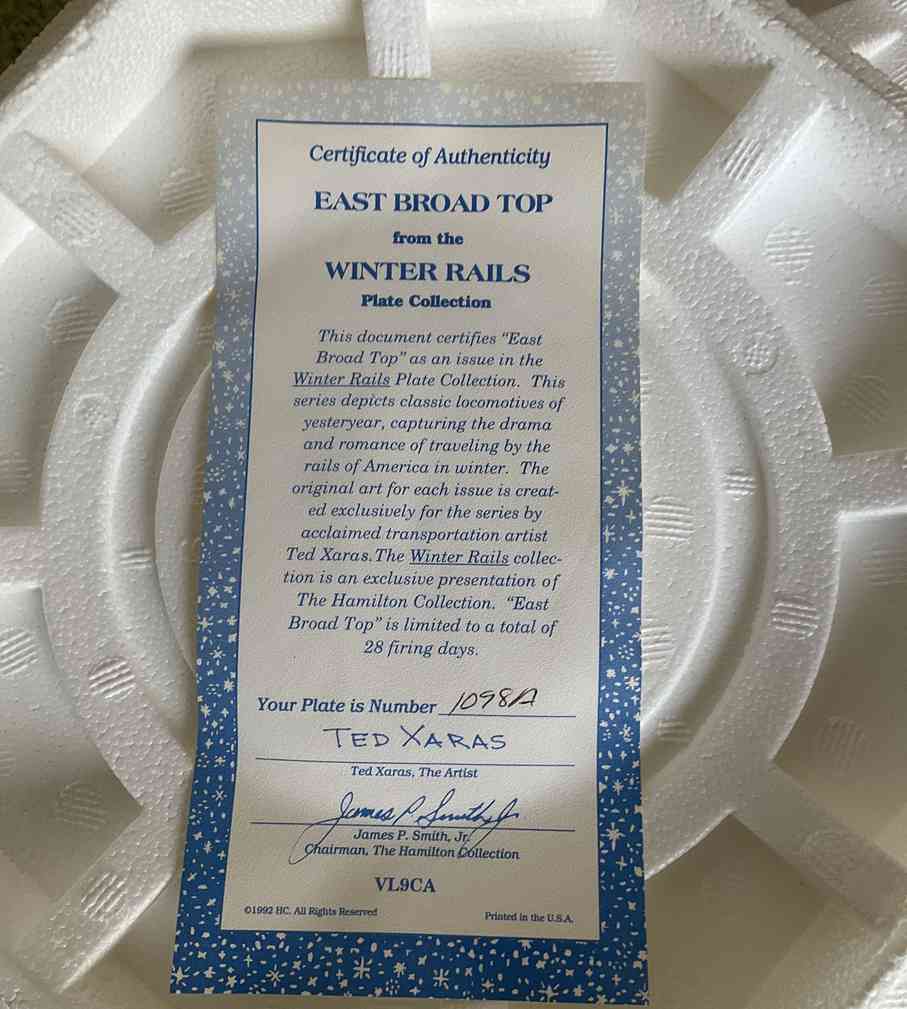 Certificate of Authenticity
EAST BROAD TOP
from the
WINTER RAILS
Plate Collection
This document certifies "East
Broad Top" as an issue in the
Winter Rails Plate Collection. This
series depicts classic locomotives of
yesteryear, capturing the drama
and romance of traveling by the
rails of America in winter. The
original art for each issue is creat-
ed exclusively for the series by
acclaimed transportation artist
Ted Xaras. The Winter Rails collec-
tion is an exclusive presentation of
The Hamilton Collection. "East
Broad Top" is limited to a total of
28 firing days.
Your Plate is Number 1098A
TED XARAS
Ted Xaras, The Artist
James P. Smith, Jr.
James P. Smith, Jr.
Chairman, The Hamilton Collection
VL9CA
©1992 HC. All Rights Reserved
Printed in the U.S.A.